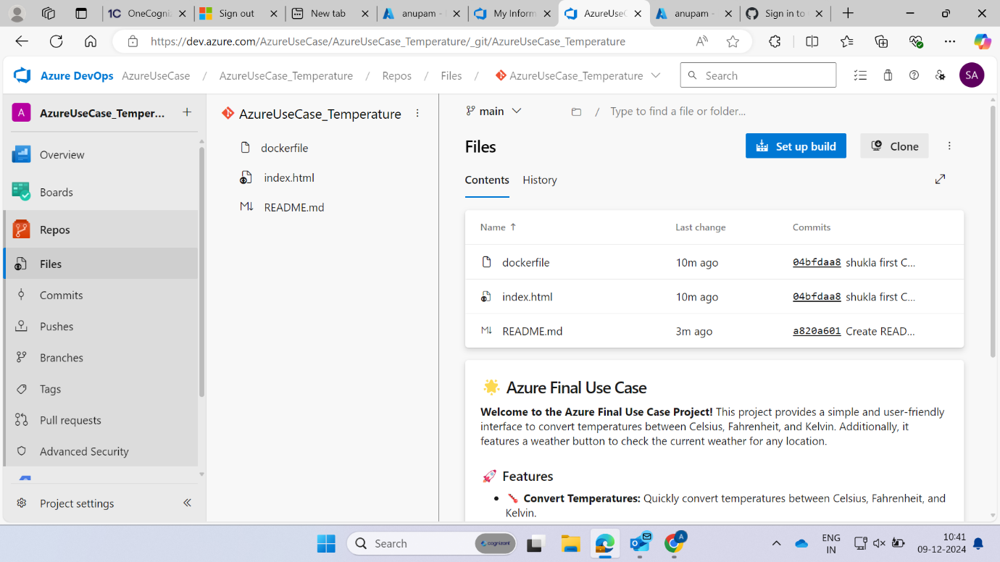 1C OneCogniz
Sign out
New tab
anupam -
My Inform
AzureUseC
anupam -
Sign in to
https://dev.azure.com/AzureUseCase/AzureUseCase_Temperature/_git/AzureUseCase_Temperature
Azure DevOps AzureUseCase / AzureUseCase_Temperature / Repos / Files / AzureUseCase_Temperature
Search
SA
A AzureUseCase_Temper...
Overview
Boards
Repos
Files
Commits
Pushes
Branches
Tags
Pull requests
Advanced Security
Project settings
AzureUseCase_Temperature
dockerfile
index.html
M↓ README.md
main / Type to find a file or folder...
Files
Set up build
Clone
Contents History
Name ↑ Last change Commits
dockerfile 10m ago 04bfdaa8 shukla first C...
index.html 10m ago 04bfdaa8 shukla first C...
M↓ README.md 3m ago a820a601 Create READ...
🌟 Azure Final Use Case
Welcome to the Azure Final Use Case Project! This project provides a simple and user-friendly
interface to convert temperatures between Celsius, Fahrenheit, and Kelvin. Additionally, it
features a weather button to check the current weather for any location.
🚀 Features
• 🌡️ Convert Temperatures: Quickly convert temperatures between Celsius, Fahrenheit, and
Kelvin.
Search
cognizant
A
ENG
IN
10:41
09-12-2024